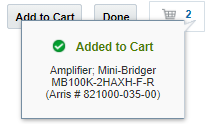 Add to Cart
Done
2
Added to Cart
Amplifier; Mini-Bridger
MB100K-2HAXH-F-R
(Arris # 821000-035-00)